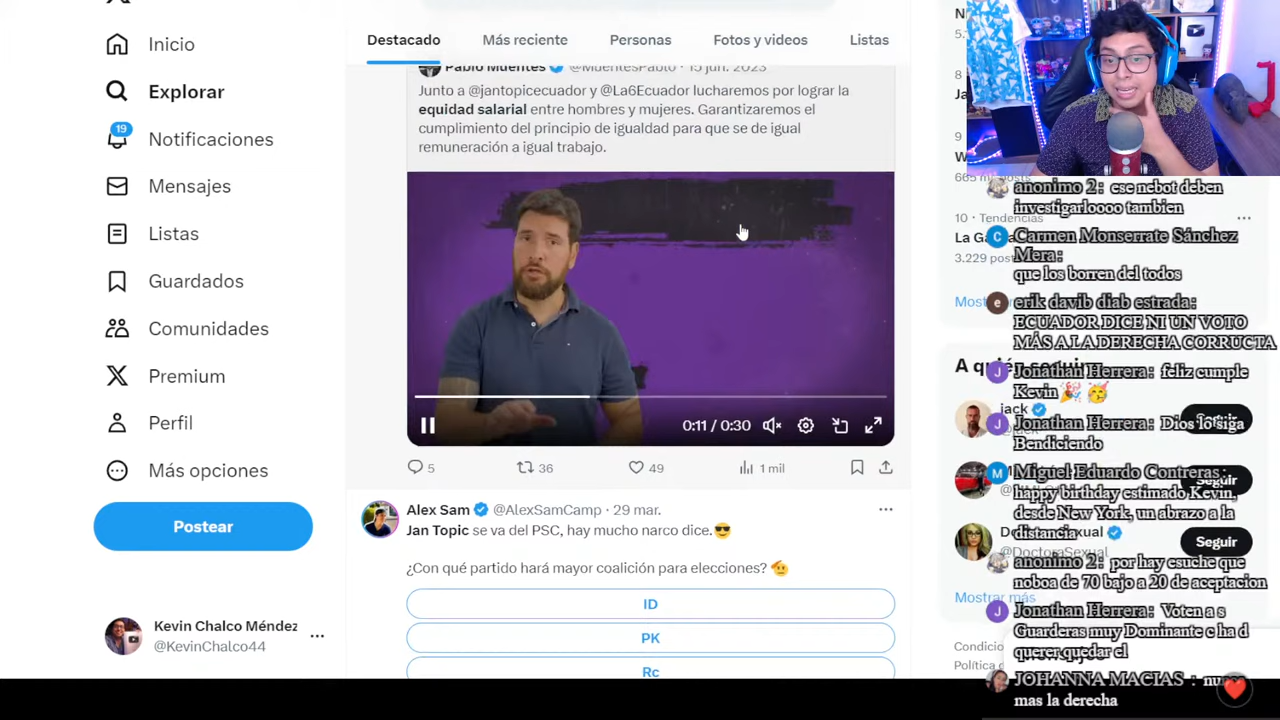 Inicio
Explorar
19
Notificaciones
Mensajes
Listas
Guardados
Comunidades
Premium
Perfil
Más opciones
Postear
Kevin Chalco Méndez
@KevinChalco44
Destacado
Más reciente
Personas
Fotos y videos
Listas
Pablo Muentes @MuentesPablo · 15 jun. 2023
Junto a @jantopicecuador y @La6Ecuador lucharemos por lograr la
equidad salarial entre hombres y mujeres. Garantizaremos el
cumplimiento del principio de igualdad para que se de igual
remuneración a igual trabajo.
0:11 / 0:30
5
36
49
1 mil
Alex Sam @AlexSamCamp · 29 mar.
Jan Topic se va del PSC, hay mucho narco dice.😎
¿Con qué partido hará mayor coalición para elecciones? 🫡
ID
PK
Rc
10 · Tendencias
3.229 post
A quién seguir
jack
Seguir
Seguir
Seguir
Mostrar más
Condicio
Política d
anonimo 2: ese nebot deben
investigarloooo tambien
Carmen Monserrate Sánchez
Mera:
que los borren del todos
erik davib diab estrada:
ECUADOR DICE NI UN VOTO
MÁS A LA DERECHA CORRUCTA
Jonathan Herrera: feliz cumple
Kevin🎉🥳
Jonathan Herrera: Dios lo siga
Bendiciendo
Miguel Eduardo Contreras:
happy birthday estimado Kevin,
desde New York, un abrazo a la
distancia
anonimo 2: por hay esuche que
noboa de 70 bajo a 20 de aceptacion
Jonathan Herrera: Voten a s
Guarderas muy Dominante e ha d
querer quedar el
JOHANNA MACIAS :
mas la derecha